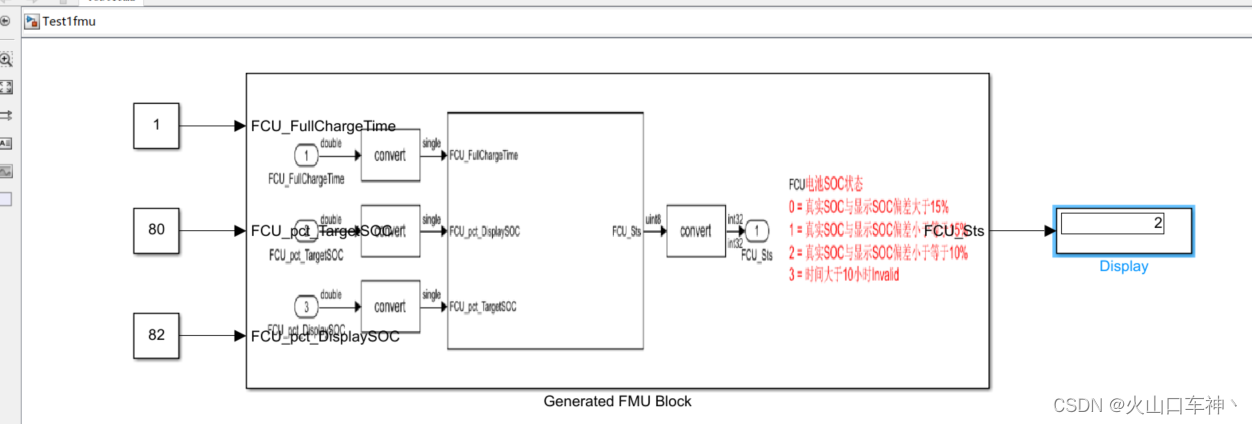 Test1fmu
1
FCU_FullChargeTime
double
single
1
convert
FCU_FullChargeTime
FCU_FullChargeTime
FCU电池SOC状态
0 = 真实SOC与显示SOC偏差大于15%
80
FCU_pct_TargetSOC
double
single
convert
FCU_pct_DisplaySOC
FCU_pct_TargetSOC
FCU_Sts
uint8
convert
int32
int32
1
FCU_Sts
1 = 真实SOC与显示SOC偏差小于
FCU_Sts
2
2 = 真实SOC与显示SOC偏差小于等于10%
3 = 时间大于10小时Invalid
Display
double
single
3
convert
FCU_pct_TargetSOC
FCU_pct_DisplaySOC
82
FCU_pct_DisplaySOC
Generated FMU Block
CSDN @火山口车神丶